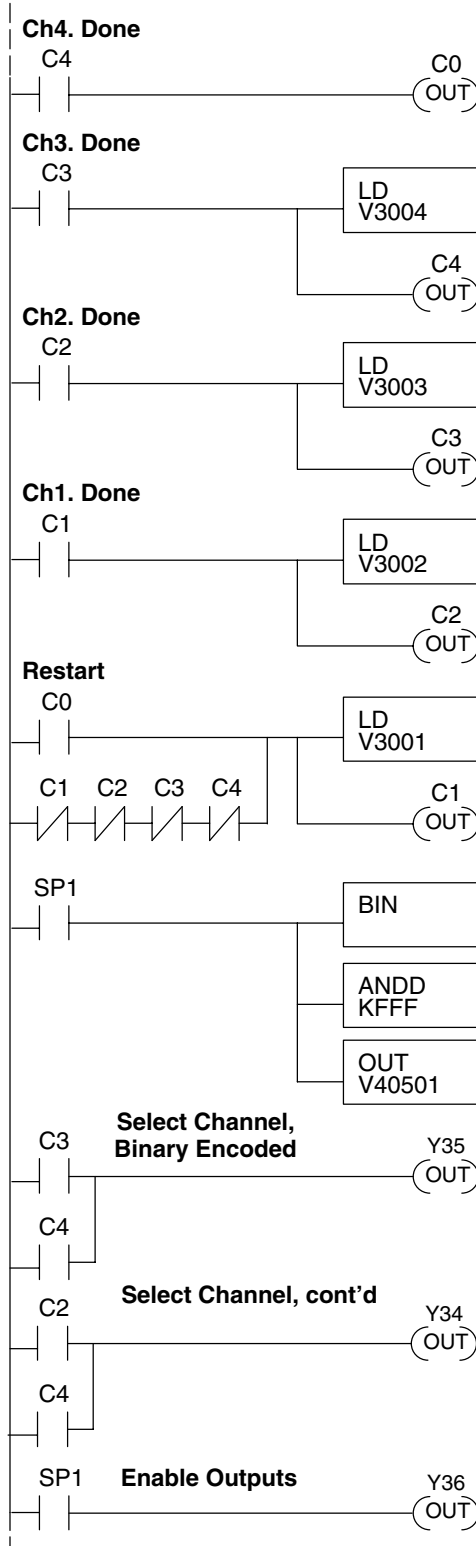 Ch4. Done
C4
C0
OUT
Ch3. Done
C3
LD
V3004
C4
OUT
Ch2. Done
C2
LD
V3003
C3
OUT
Ch1. Done
C1
LD
V3002
C2
OUT
Restart
C0
LD
V3001
C1 C2 C3 C4
C1
OUT
SP1
BIN
ANDD
KFFF
OUT
V40501
Select Channel,
Binary Encoded
C3
Y35
OUT
C4
Select Channel, cont’d
C2
Y34
OUT
C4
SP1
Enable Outputs
Y36
OUT